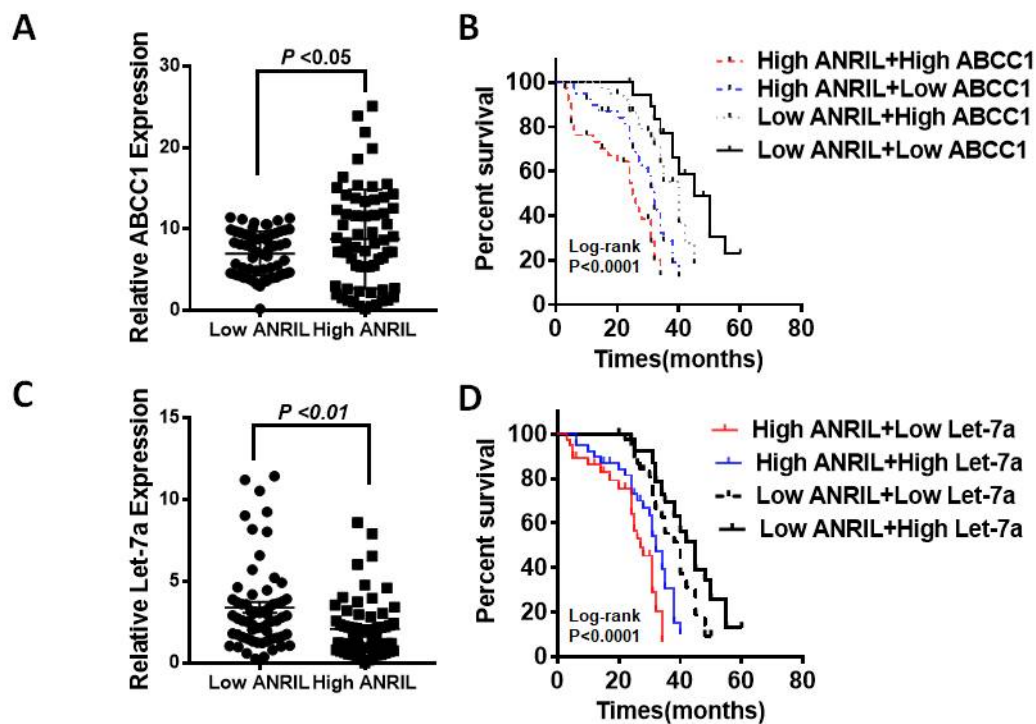 A
P <0.05
Relative ABCC1 Expression
30
20
10
0
Low ANRIL
High ANRIL
B
High ANRIL+High ABCC1
High ANRIL+Low ABCC1
Low ANRIL+High ABCC1
Low ANRIL+Low ABCC1
Percent survival
100
80
60
40
20
0
Log-rank
P<0.0001
0 20 40 60 80
Times(months)
C
P <0.01
Relative Let-7a Expression
15
10
5
0
Low ANRIL
High ANRIL
D
High ANRIL+Low Let-7a
High ANRIL+High Let-7a
Low ANRIL+Low Let-7a
Low ANRIL+High Let-7a
Percent survival
100
80
60
40
20
0
Log-rank
P<0.0001
0 20 40 60 80
Times(months)